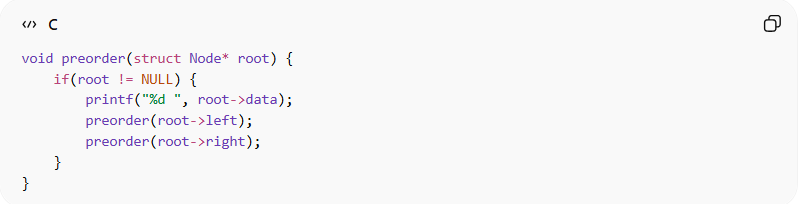 </> C
void preorder(struct Node* root) {
    if(root != NULL) {
        printf("%d ", root->data);
        preorder(root->left);
        preorder(root->right);
    }
}